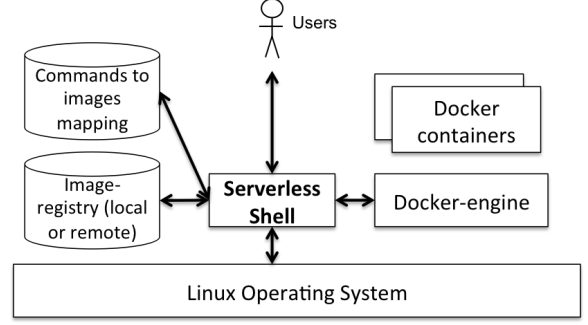 Users
Commands to
images
mapping
Docker
containers
Image-
registry (local
or remote)
Serverless
Shell
Docker-engine
Linux Operating System